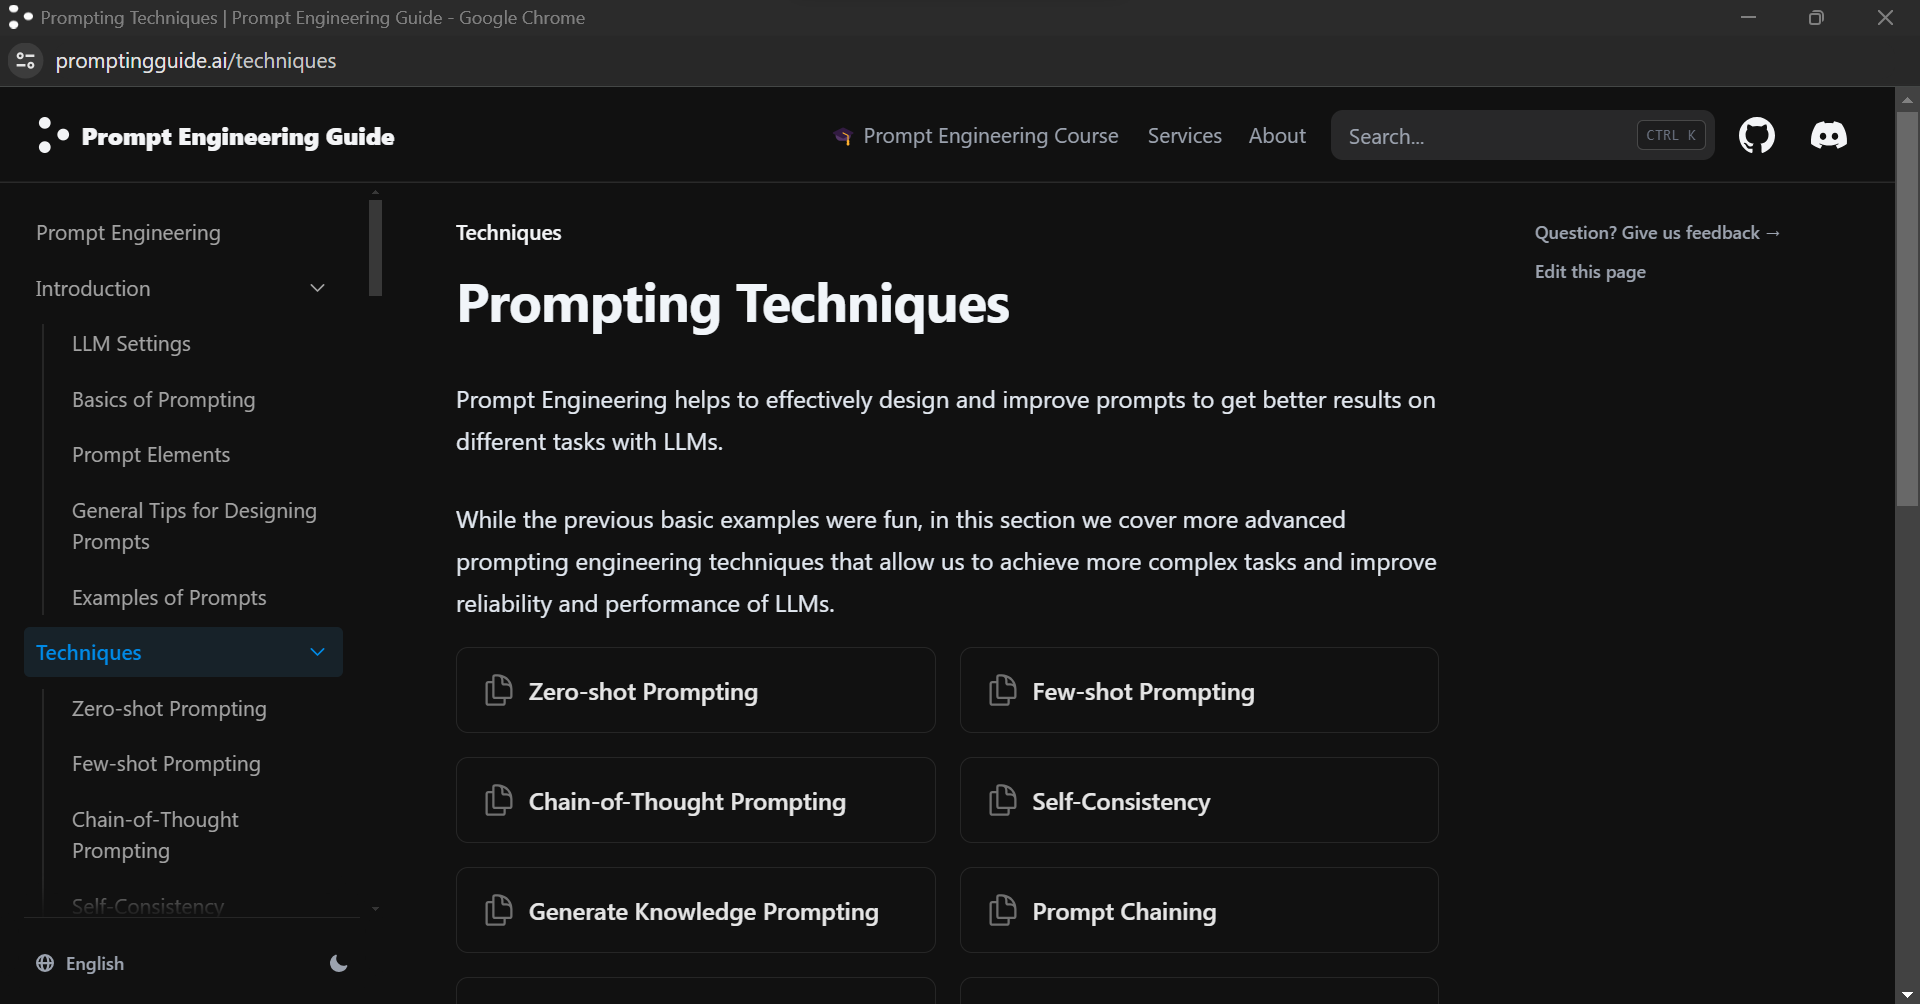 Prompting Techniques | Prompt Engineering Guide - Google Chrome
promptingguide.ai/techniques
Prompt Engineering Guide
Prompt Engineering Course
Services
About
Search...
CTRL K
Prompt Engineering
Introduction
LLM Settings
Basics of Prompting
Prompt Elements
General Tips for Designing
Prompts
Examples of Prompts
Techniques
Zero-shot Prompting
Few-shot Prompting
Chain-of-Thought
Prompting
Self-Consistency
English
Techniques
Prompting Techniques
Prompt Engineering helps to effectively design and improve prompts to get better results on
different tasks with LLMs.
While the previous basic examples were fun, in this section we cover more advanced
prompting engineering techniques that allow us to achieve more complex tasks and improve
reliability and performance of LLMs.
Zero-shot Prompting
Few-shot Prompting
Chain-of-Thought Prompting
Self-Consistency
Generate Knowledge Prompting
Prompt Chaining
Question? Give us feedback →
Edit this page